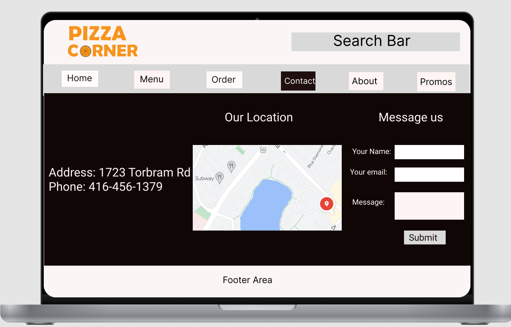 PIZZA
CORNER
Search Bar
Home
Menu
Order
Contact
About
Promos
Our Location
Message us
Address: 1723 Torbram Rd
Phone: 416-456-1379
Subway
Your Name:
Your email:
Message:
Submit
Footer Area